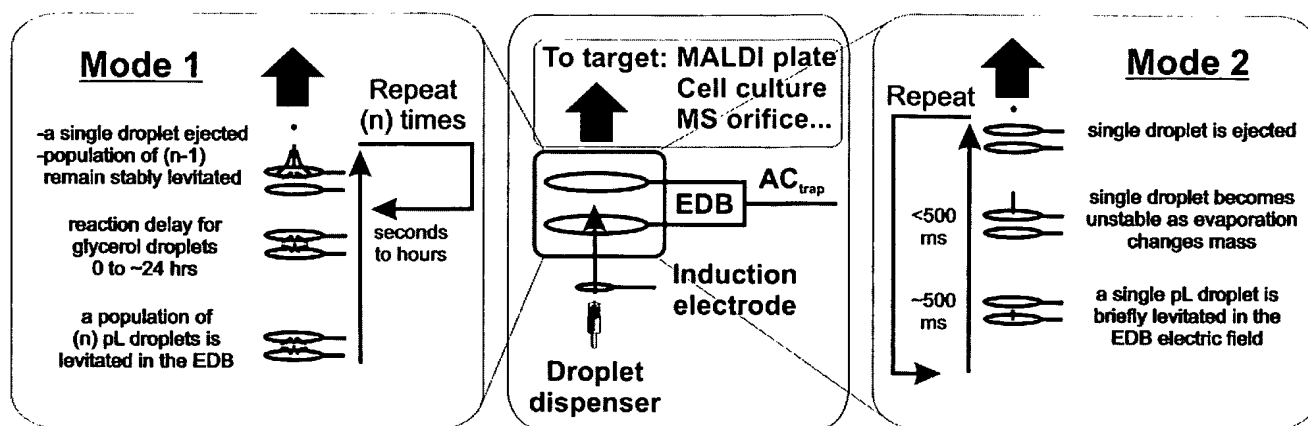 Mode 1
-a single droplet ejected
-population of (n-1)
remain stably levitated
Repeat
(n) times
reaction delay for
glycerol droplets
0 to ~24 hrs
seconds
to hours
a population of
(n) pL droplets is
levitated in the EDB
To target: MALDI plate
Cell culture
MS orifice...
EDB
ACtrap
Induction
electrode
Droplet
dispenser
Mode 2
Repeat
single droplet is ejected
<500
ms
single droplet becomes
unstable as evaporation
changes mass
~500
ms
a single pL droplet is
briefly levitated in the
EDB electric field